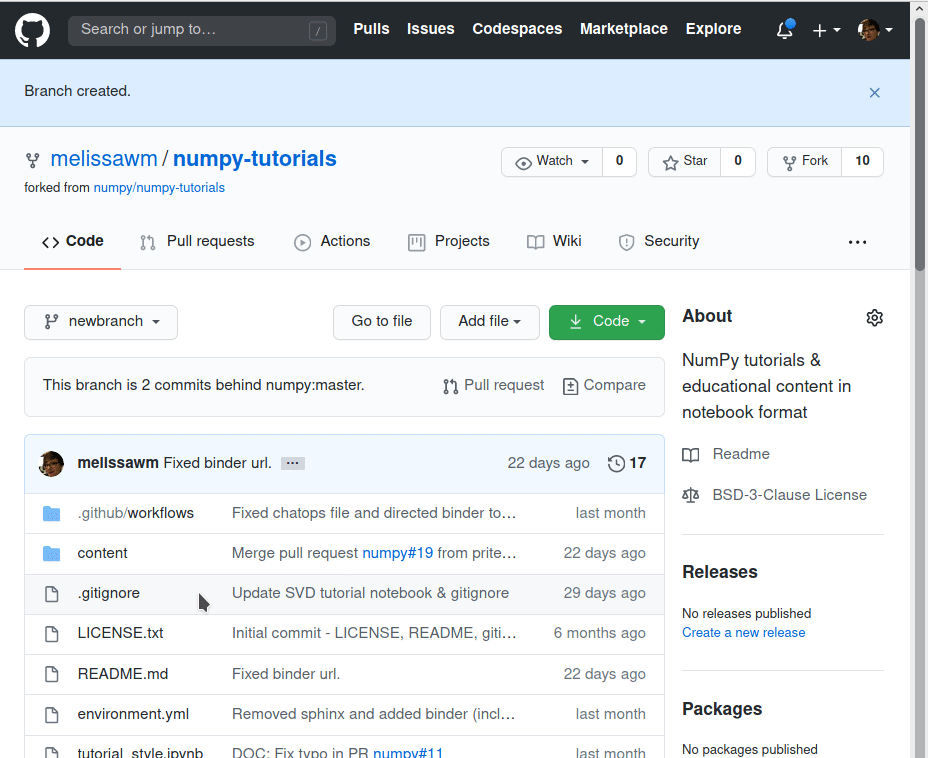 Search or jump to… / Pulls Issues Codespaces Marketplace Explore
Branch created.
melissawm / numpy-tutorials Watch 0 Star 0 Fork 10
forked from numpy/numpy-tutorials
Code Pull requests Actions Projects Wiki Security
newbranch Go to file Add file Code
This branch is 2 commits behind numpy:master. Pull request Compare
melissawm Fixed binder url. 22 days ago 17
.github/workflows Fixed chatops file and directed binder to… last month
content Merge pull request numpy#19 from prite… 22 days ago
.gitignore Update SVD tutorial notebook & gitignore 29 days ago
LICENSE.txt Initial commit - LICENSE, README, giti… 6 months ago
README.md Fixed binder url. 22 days ago
environment.yml Removed sphinx and added binder (incl… last month
tutorial_style.ipynb DOC: Fix typo in PR numpy#11 last month
About
NumPy tutorials &
educational content in
notebook format
Readme
BSD-3-Clause License
Releases
No releases published
Create a new release
Packages
No packages published